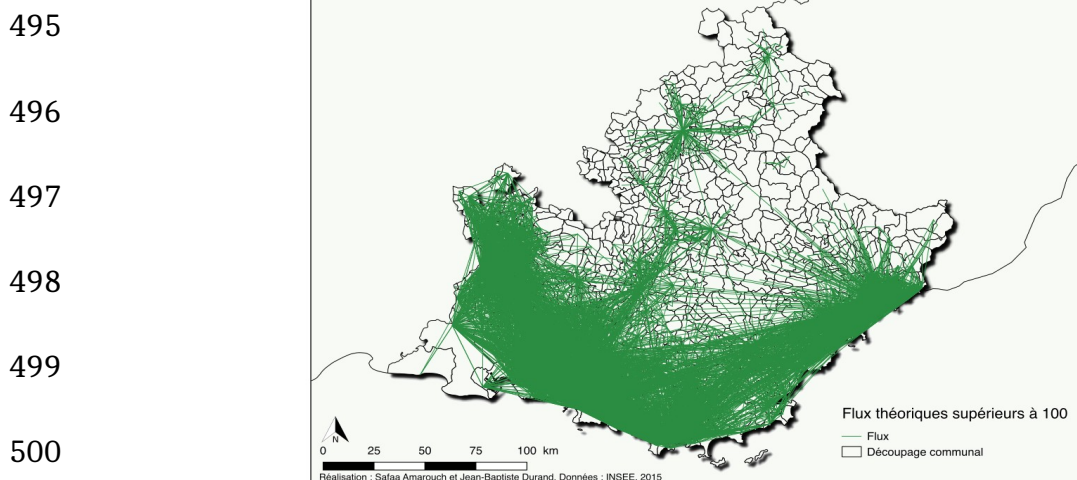 495
496
497
498
499
500
Flux théoriques supérieurs à 100
Flux
Découpage communal
N
0 25 50 75 100 km
Réalisation : Safaa Amarouch et Jean-Baptiste Durand. Données : INSEE, 2015